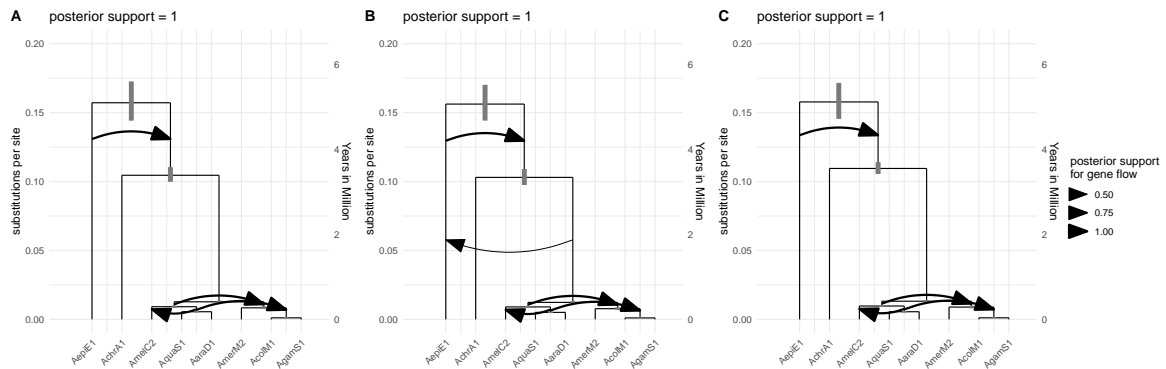 A posterior support = 1
substitutions per site
0.20
0.15
0.10
0.05
0.00
6
4
2
0
Years in Million
AepiE1 AchrA1 AmelC2 AquaS1 AaraD1 AmerM2 AcolM1 AgamS1
B posterior support = 1
substitutions per site
0.20
0.15
0.10
0.05
0.00
6
4
2
0
Years in Million
AepiE1 AchrA1 AmelC2 AquaS1 AaraD1 AmerM2 AcolM1 AgamS1
C posterior support = 1
substitutions per site
0.20
0.15
0.10
0.05
0.00
6
4
2
0
Years in Million
AepiE1 AchrA1 AmelC2 AquaS1 AaraD1 AmerM2 AcolM1 AgamS1
posterior support
for gene flow
0.50
0.75
1.00